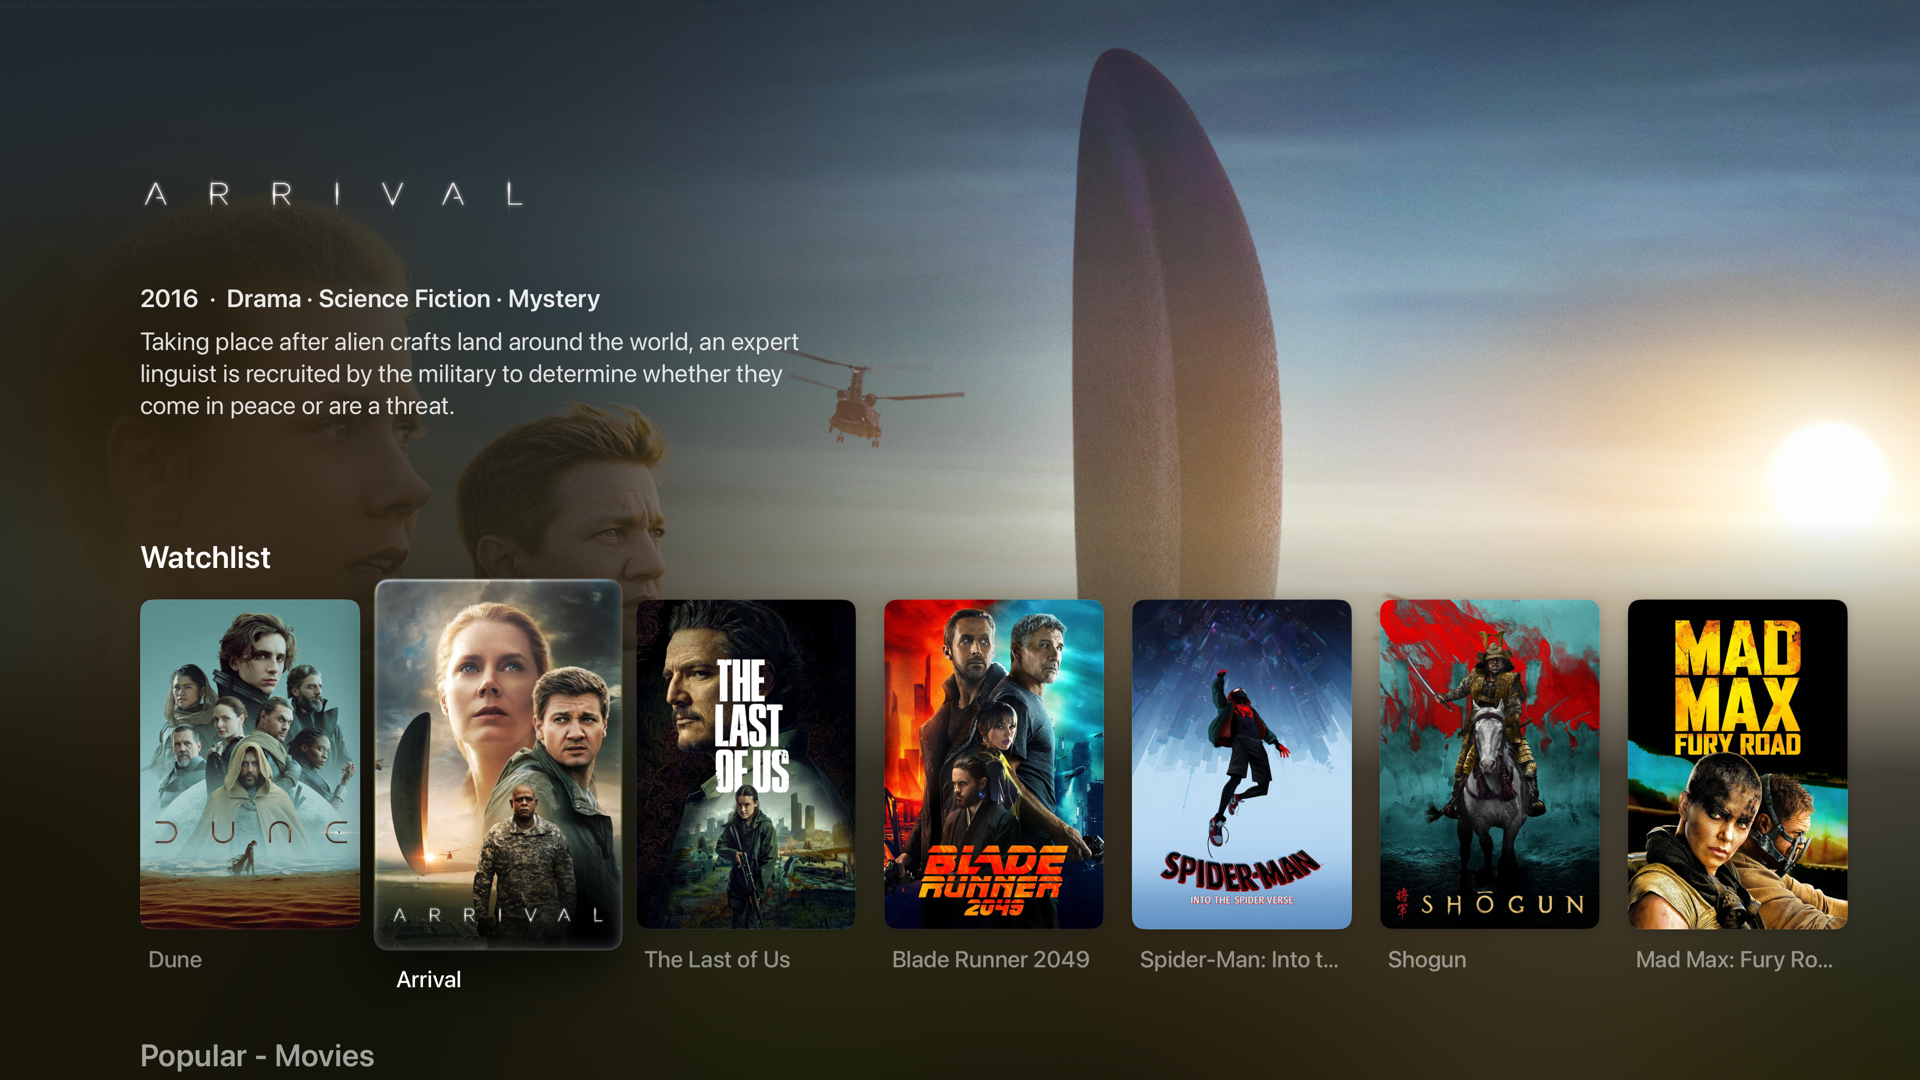 ARRIVAL
2016 · Drama · Science Fiction · Mystery
Taking place after alien crafts land around the world, an expert
linguist is recruited by the military to determine whether they
come in peace or are a threat.
Watchlist
DUNE
ARRIVAL
THE
LAST
OF US
BLADE
RUNNER
2049
SPIDER-MAN
INTO THE SPIDER-VERSE
将軍
SHŌGUN
MAD
MAX
FURY ROAD
Dune
Arrival
The Last of Us
Blade Runner 2049
Spider-Man: Into t...
Shogun
Mad Max: Fury Ro...
Popular - Movies